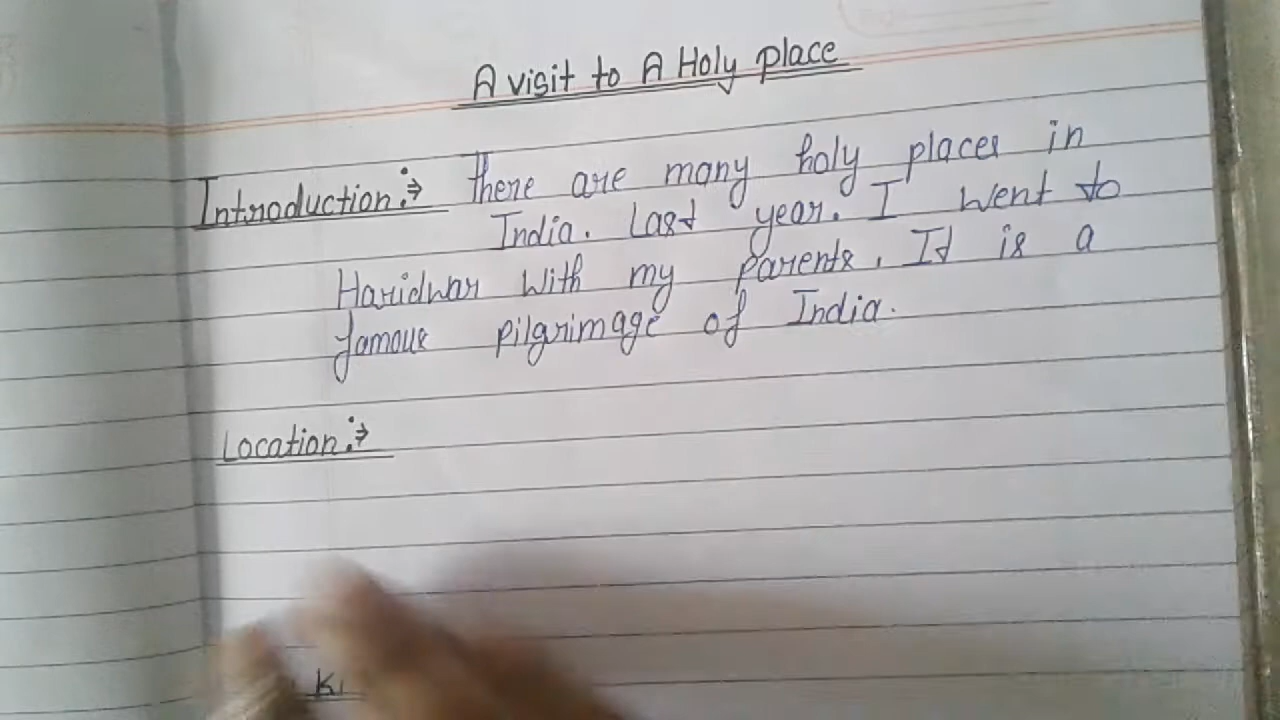 A visit to A Holy place
Introduction :⇒ There are many holy places in
India. Last year. I went to
Haridwar with my parents. It is a
famous pilgrimage of India.
Location :⇒